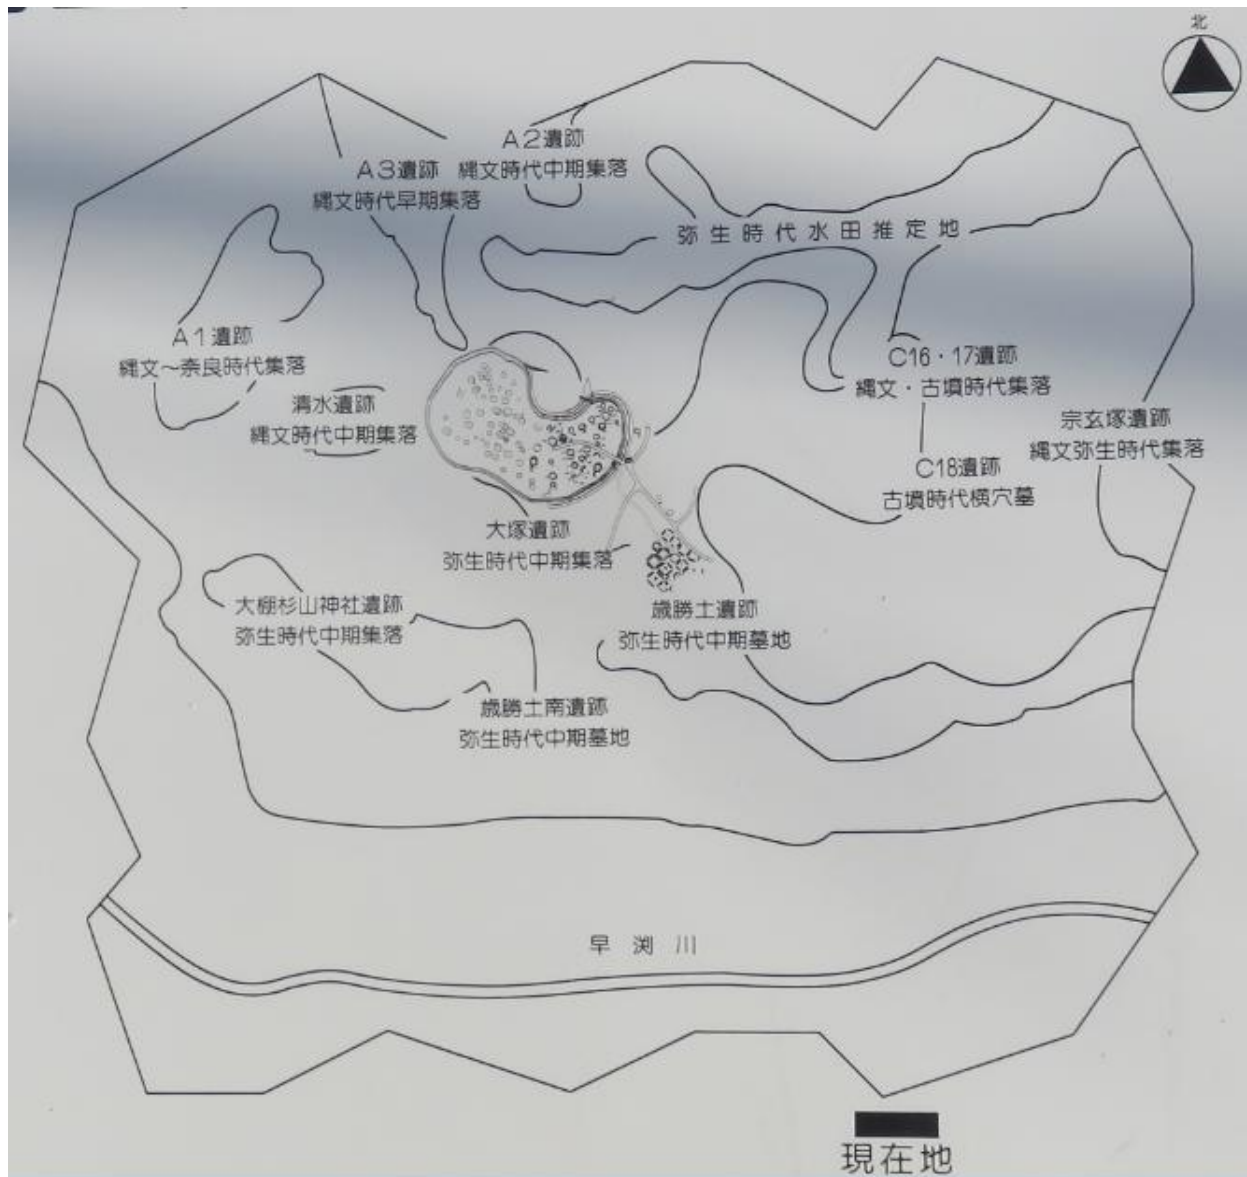 北
A2遺跡
縄文時代中期集落
A3遺跡
縄文時代早期集落
弥生時代水田推定地
A1遺跡
縄文〜奈良時代集落
清水遺跡
縄文時代中期集落
C16・17遺跡
縄文・古墳時代集落
宗玄塚遺跡
縄文弥生時代集落
C18遺跡
古墳時代横穴墓
大塚遺跡
弥生時代中期集落
大棚杉山神社遺跡
弥生時代中期集落
歳勝土遺跡
弥生時代中期墓地
歳勝土南遺跡
弥生時代中期墓地
早渕川
現在地